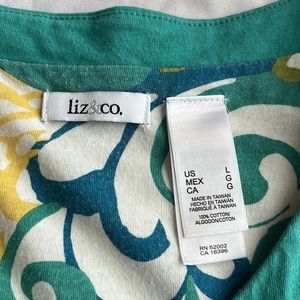 liz&co.
US L
MEX G
CA G
MADE IN TAIWAN
HECHO EN TAIWAN
FABRIQUÉ À TAIWAN
100% COTTON/
ALGODON/COTON
RN 52002
CA 16396